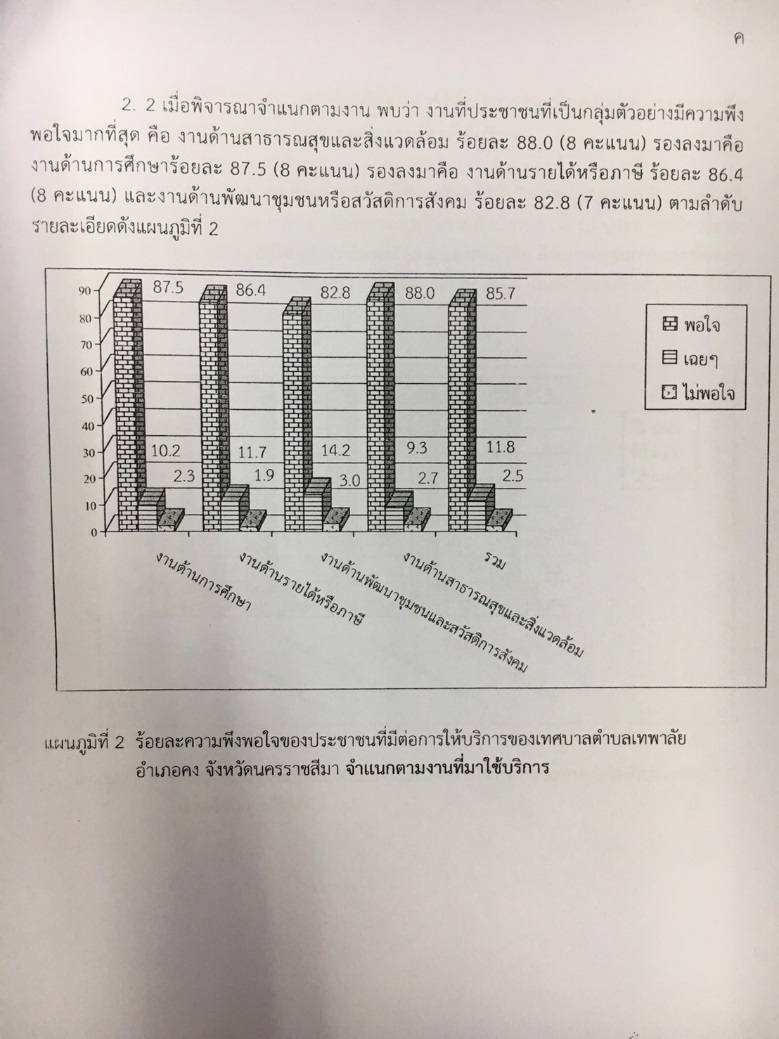 ค
2. 2 เมื่อพิจารณาจำแนกตามงาน พบว่า งานที่ประชาชนที่เป็นกลุ่มตัวอย่างมีความพึง
พอใจมากที่สุด คือ งานด้านสาธารณสุขและสิ่งแวดล้อม ร้อยละ 88.0 (8 คะแนน) รองลงมาคือ
งานด้านการศึกษาร้อยละ 87.5 (8 คะแนน) รองลงมาคือ งานด้านรายได้หรือภาษี ร้อยละ 86.4
(8 คะแนน) และงานด้านพัฒนาชุมชนหรือสวัสดิการสังคม ร้อยละ 82.8 (7 คะแนน) ตามลำดับ
รายละเอียดดังแผนภูมิที่ 2
90
80
70
60
50
40
30
20
10
0
87.5 86.4 82.8 88.0 85.7
10.2 11.7 14.2 9.3 11.8
2.3 1.9 3.0 2.7 2.5
พอใจ
เฉยๆ
ไม่พอใจ
งานด้านการศึกษา
งานด้านรายได้หรือภาษี
งานด้านพัฒนาชุมชนและสวัสดิการสังคม
งานด้านสาธารณสุขและสิ่งแวดล้อม
รวม
แผนภูมิที่ 2 ร้อยละความพึงพอใจของประชาชนที่มีต่อการให้บริการของเทศบาลตำบลเทพาลัย
อำเภอคง จังหวัดนครราชสีมา จำแนกตามงานที่มาใช้บริการ